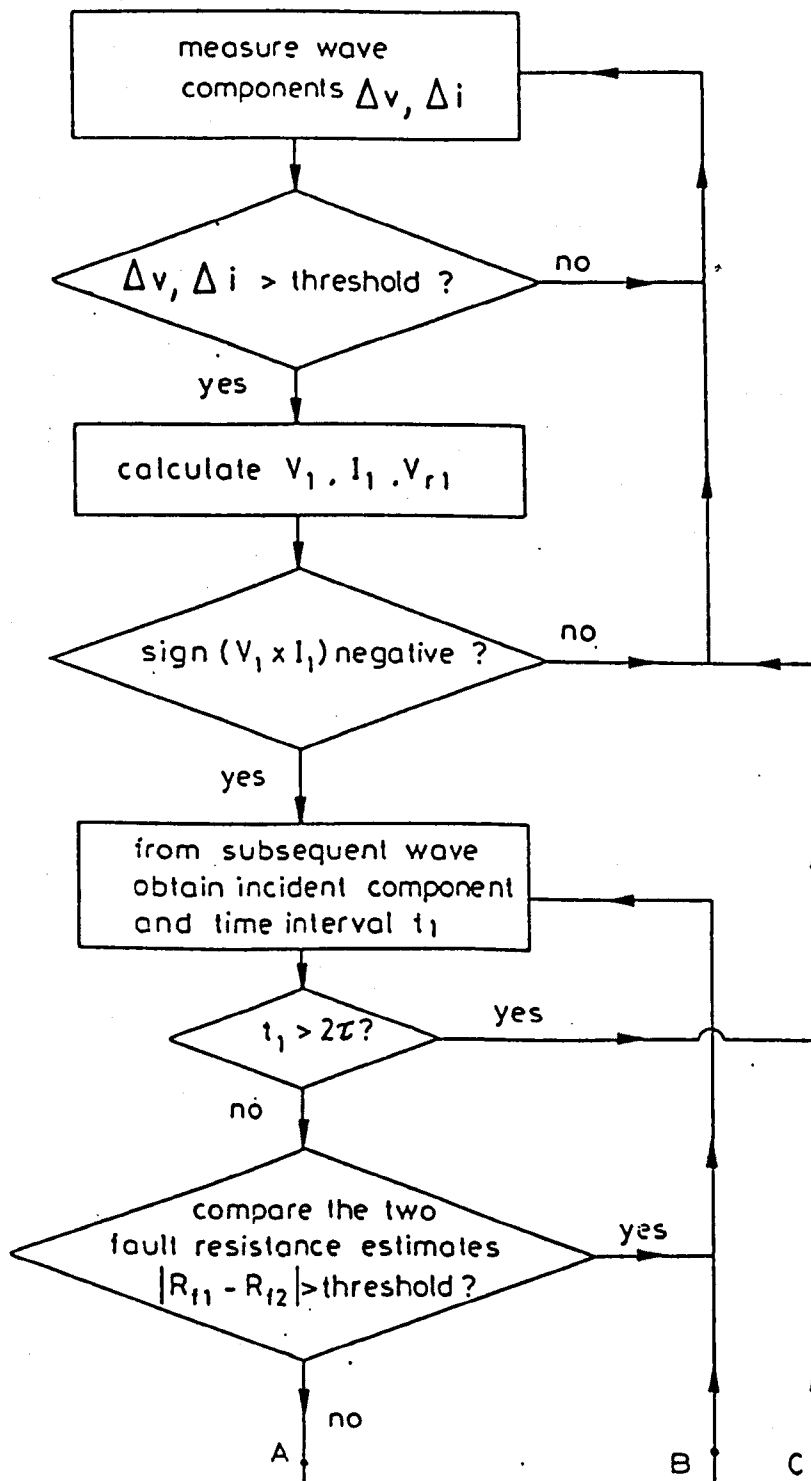 measure wave
components Δv, Δi
Δv, Δi > threshold ?
no
yes
calculate V₁ . I₁ .Vr₁
sign (V₁ x I₁) negative ?
no
yes
from subsequent wave
obtain incident component
and time interval t₁
t₁ > 2τ?
yes
no
compare the two
fault resistance estimates
|Rf1 - Rf2| > threshold ?
yes
no
A
B
C